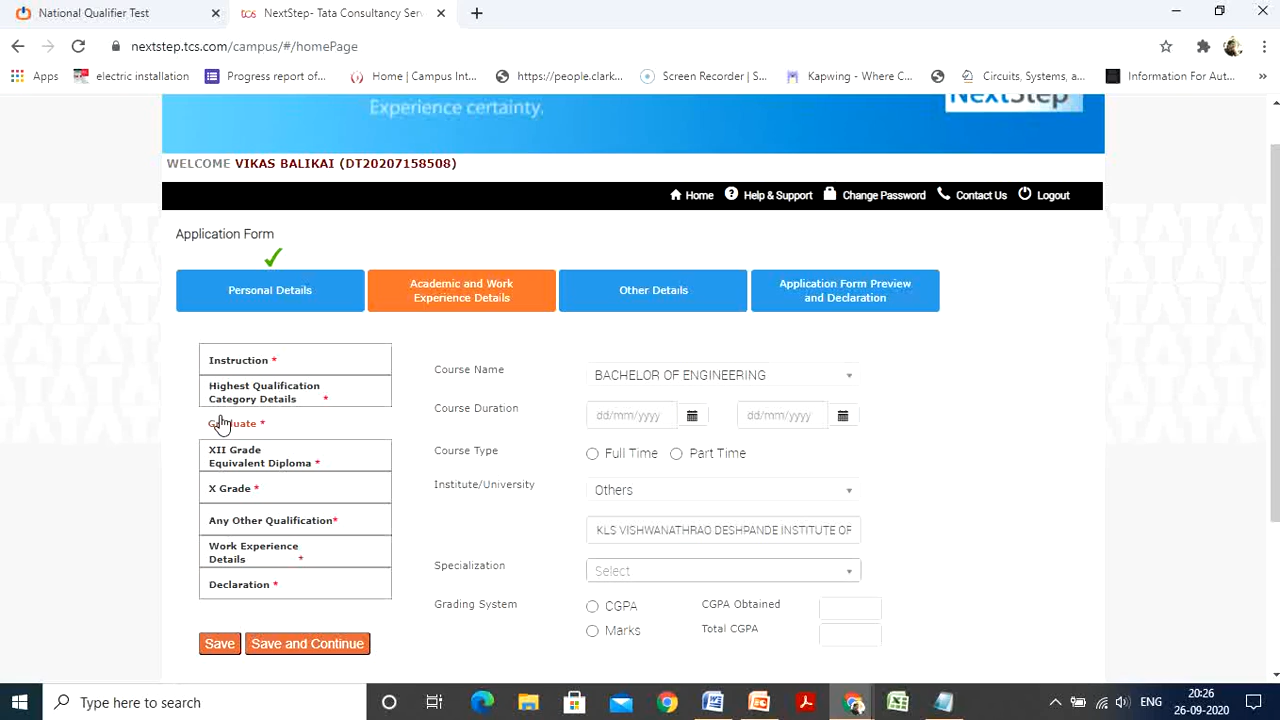 National Qualifier Test
tcs NextStep- Tata Consultancy Serv
nextstep.tcs.com/campus/#/homePage
Apps electric installation Progress report of... Home | Campus Int... https://people.clark... Screen Recorder | S... Kapwing - Where C... Circuits, Systems, a... Information For Aut...
Experience certainty.
NextStep
WELCOME VIKAS BALIKAI (DT20207158508)
Home Help & Support Change Password Contact Us Logout
Application Form
Personal Details
Academic and Work
Experience Details
Other Details
Application Form Preview
and Declaration
Instruction *
Highest Qualification
Category Details *
Graduate *
XII Grade
Equivalent Diploma *
X Grade *
Any Other Qualification*
Work Experience
Details *
Declaration *
Save Save and Continue
Course Name BACHELOR OF ENGINEERING
Course Duration dd/mm/yyyy dd/mm/yyyy
Course Type Full Time Part Time
Institute/University Others
KLS VISHWANATHRAO DESHPANDE INSTITUTE OF
Specialization Select
Grading System CGPA CGPA Obtained
Marks Total CGPA
Type here to search
ENG
20:26
26-09-2020